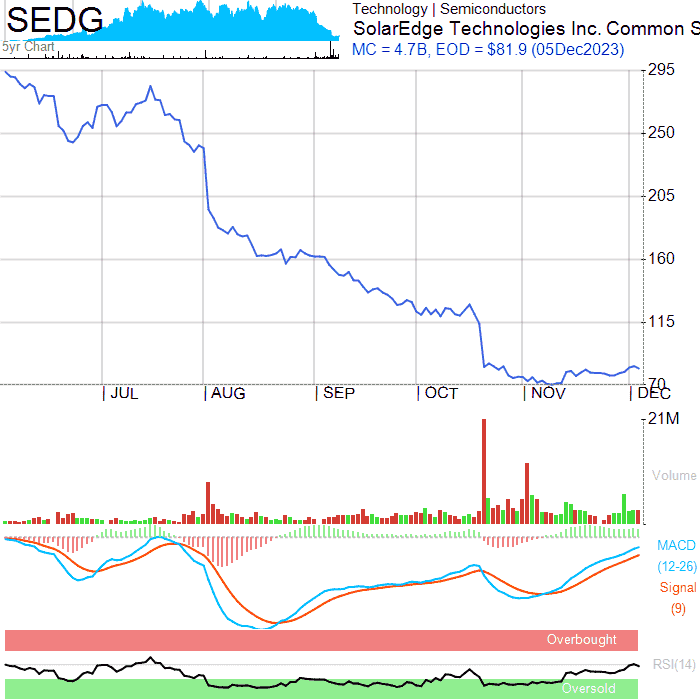 SEDG
5yr Chart
Technology | Semiconductors
SolarEdge Technologies Inc. Common S
MC = 4.7B, EOD = $81.9 (05Dec2023)
295
250
205
160
115
70
JUL AUG SEP OCT NOV DEC
21M
Volume
MACD
(12-26)
Signal
(9)
Overbought
RSI(14)
Oversold